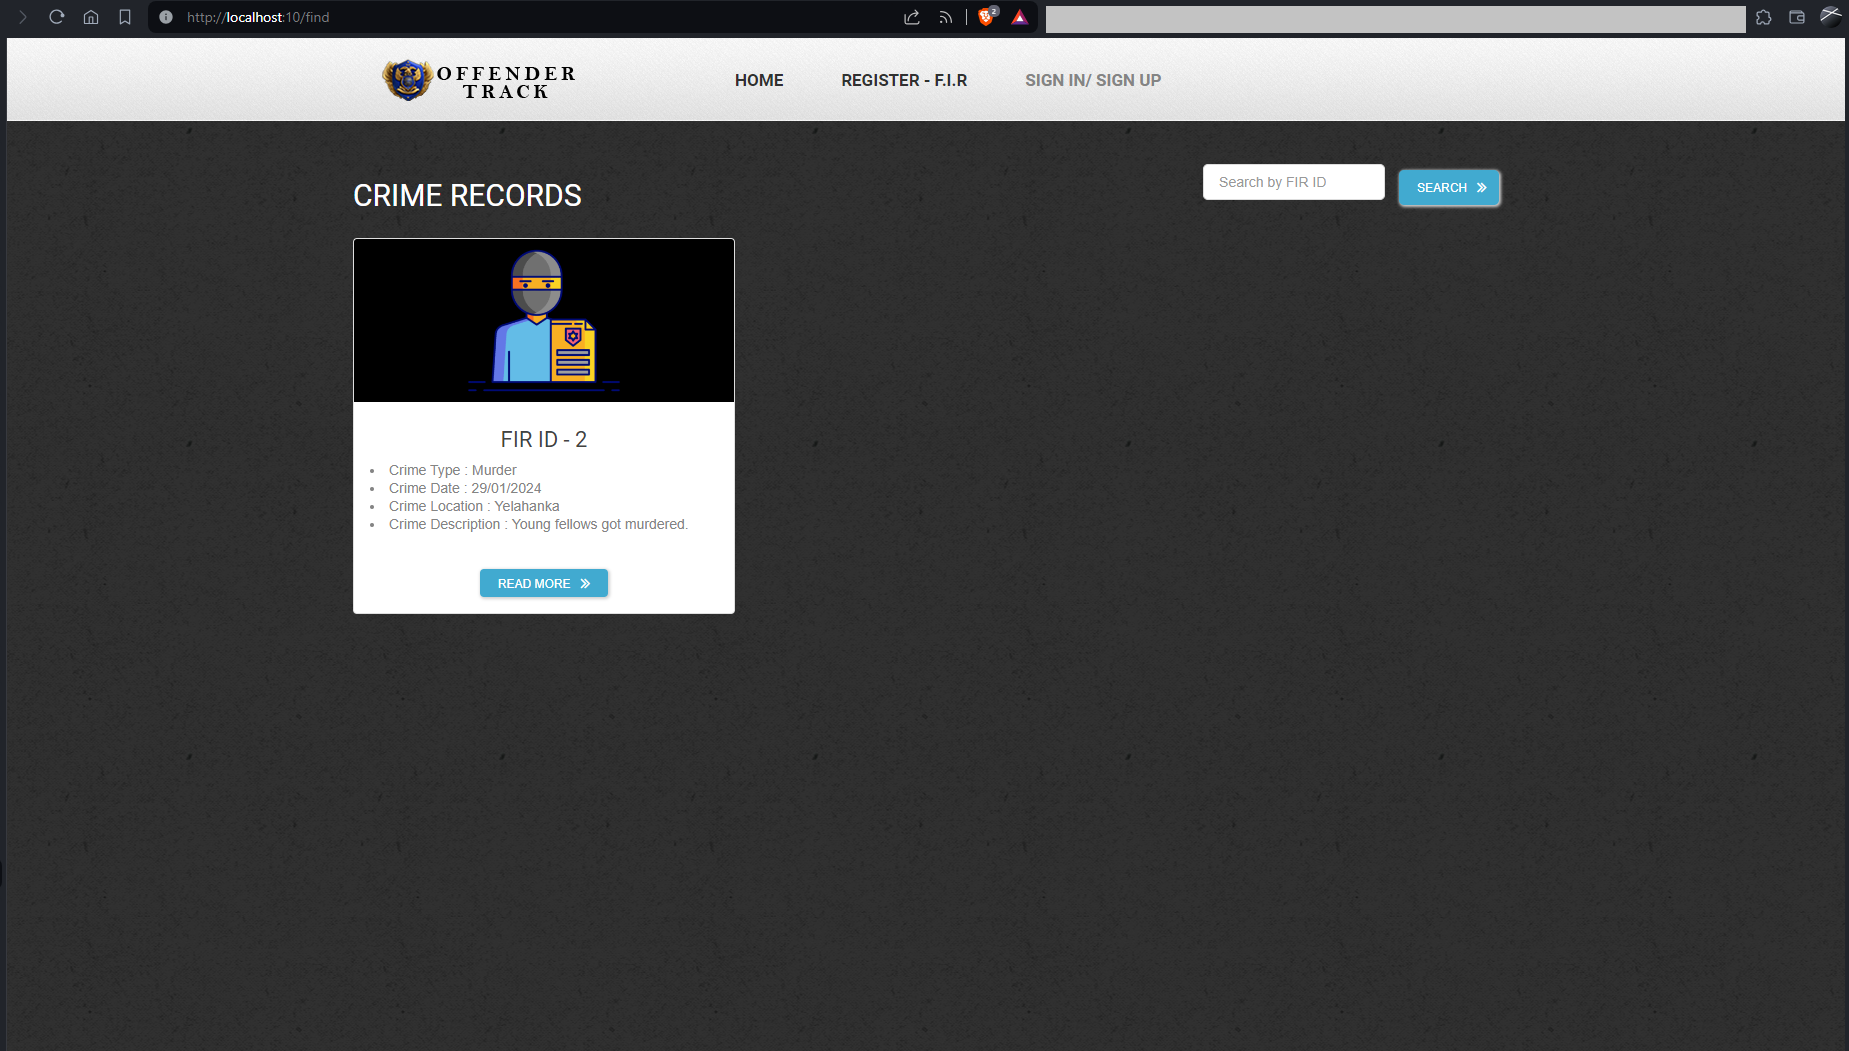 http://localhost:10/find
2
OFFENDER
TRACK
HOME
REGISTER - F.I.R
SIGN IN/ SIGN UP
CRIME RECORDS
Search by FIR ID
SEARCH
FIR ID - 2
Crime Type : Murder
Crime Date : 29/01/2024
Crime Location : Yelahanka
Crime Description : Young fellows got murdered.
READ MORE